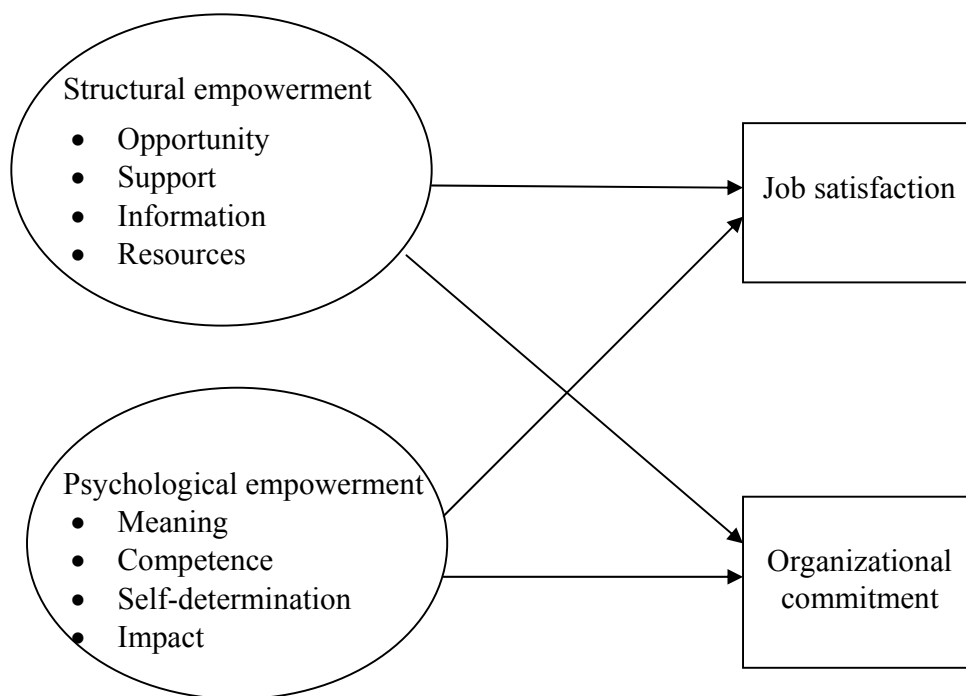 Structural empowerment
• Opportunity
• Support
• Information
• Resources
Job satisfaction
Psychological empowerment
• Meaning
• Competence
• Self-determination
• Impact
Organizational
commitment